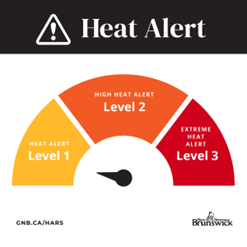 Heat Alert
HIGH HEAT ALERT
Level 2
HEAT ALERT
Level 1
EXTREME
HEAT
ALERT
Level 3
GNB.CA/HARS
Brunswick